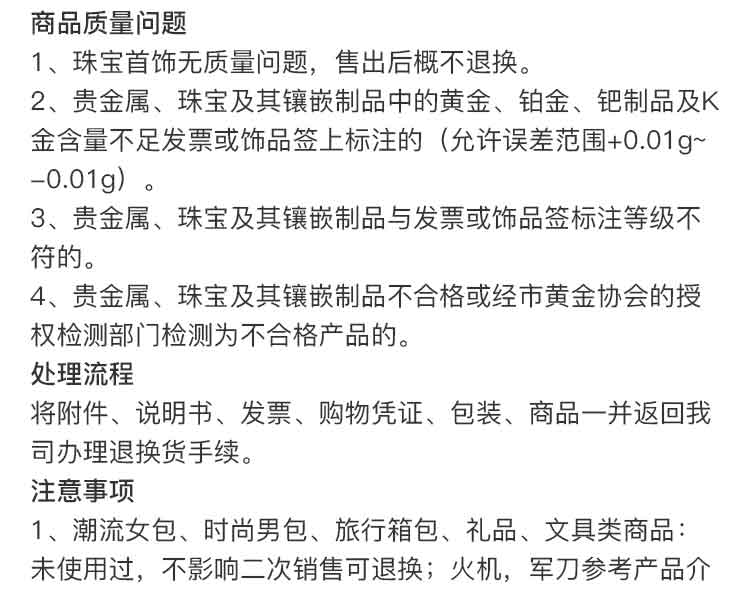 商品质量问题
1、珠宝首饰无质量问题，售出后概不退换。
2、贵金属、珠宝及其镶嵌制品中的黄金、铂金、钯制品及K
金含量不足发票或饰品签上标注的（允许误差范围+0.01g~
-0.01g）。
3、贵金属、珠宝及其镶嵌制品与发票或饰品签标注等级不
符的。
4、贵金属、珠宝及其镶嵌制品不合格或经市黄金协会的授
权检测部门检测为不合格产品的。
处理流程
将附件、说明书、发票、购物凭证、包装、商品一并返回我
司办理退换货手续。
注意事项
1、潮流女包、时尚男包、旅行箱包、礼品、文具类商品：
未使用过，不影响二次销售可退换；火机，军刀参考产品介